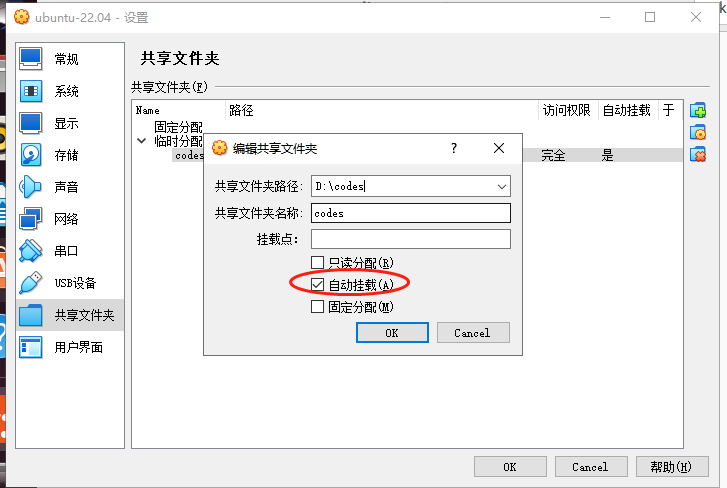 ubuntu-22.04 - 设置
常规
系统
显示
存储
声音
网络
串口
USB设备
共享文件夹
用户界面
共享文件夹
共享文件夹(F)
Name 路径 访问权限 自动挂载 于
固定分配
临时分配
codes 完全 是
编辑共享文件夹 ?
共享文件夹路径: D:\codes
共享文件夹名称: codes
挂载点:
只读分配(R)
自动挂载(A)
固定分配(M)
OK Cancel
OK Cancel 帮助(H)